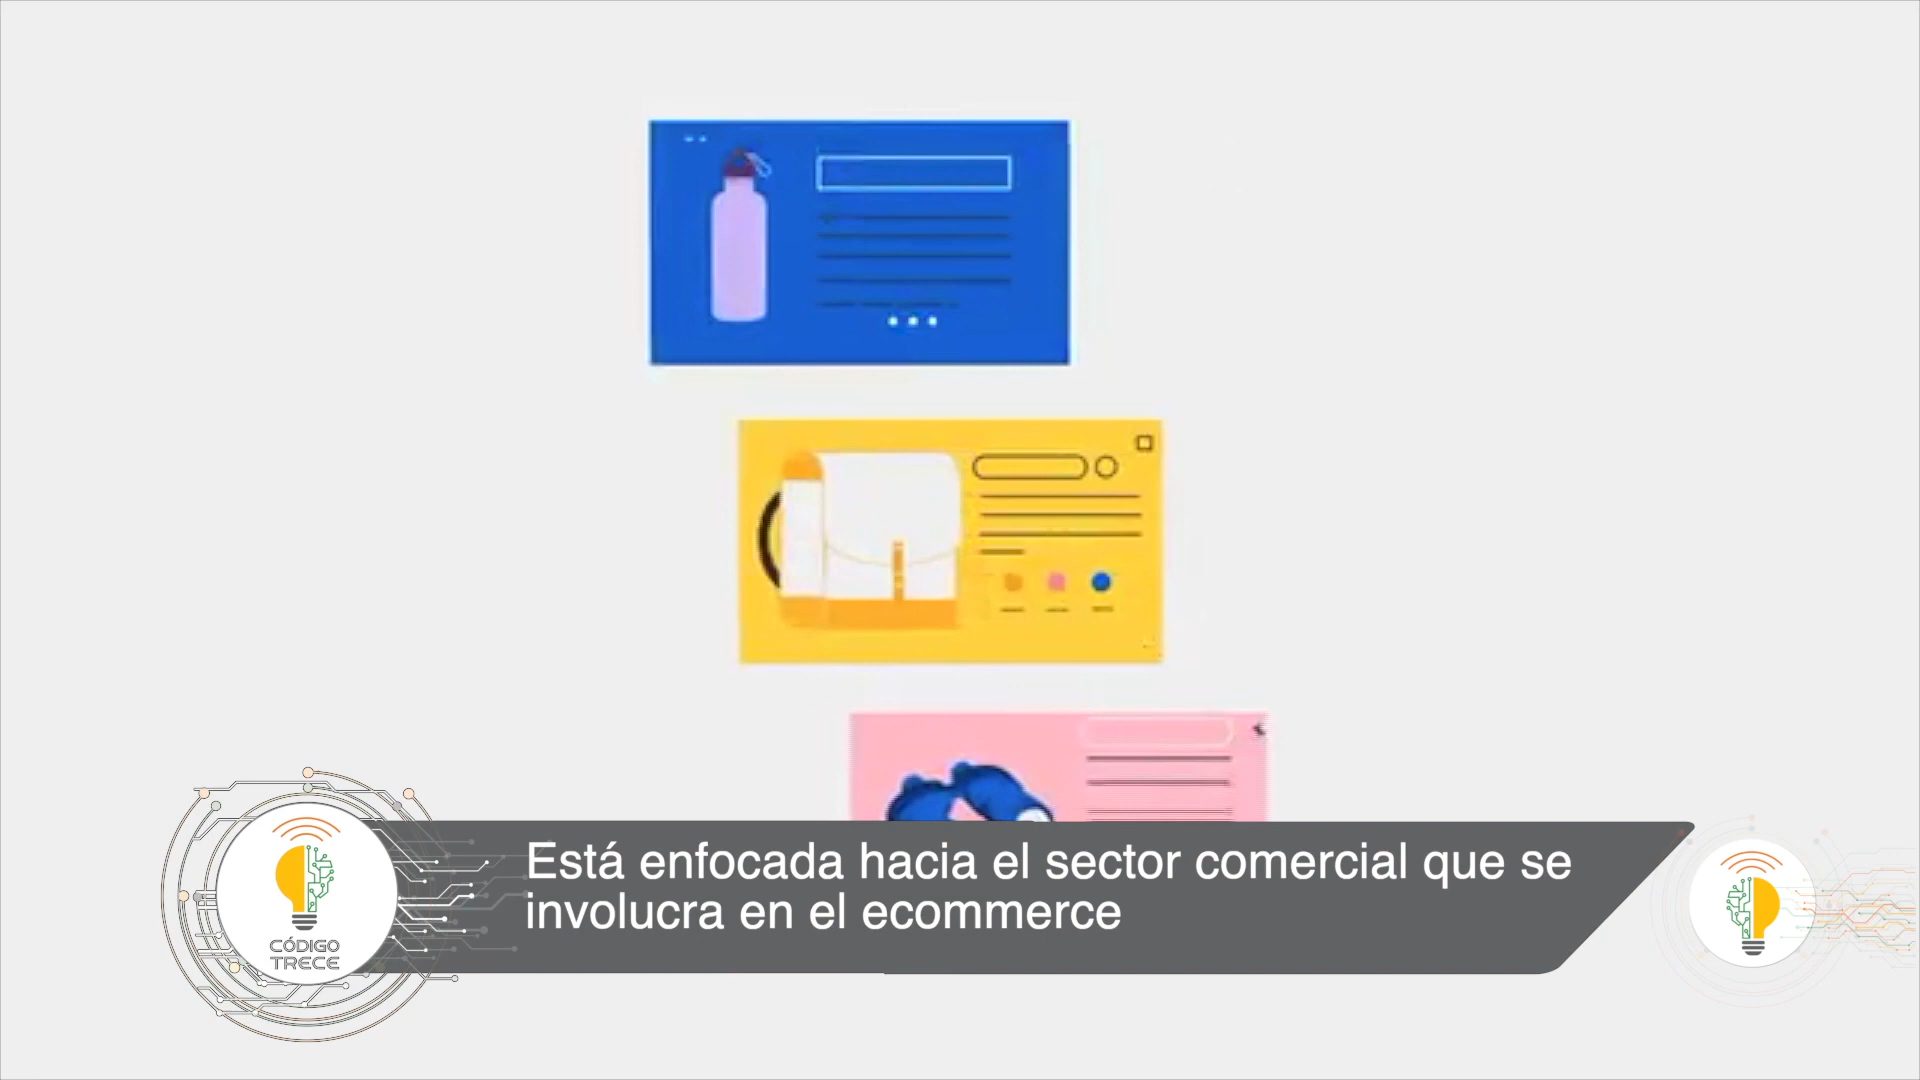 Está enfocada hacia el sector comercial que se
involucra en el ecommerce
CÓDIGO
TRECE